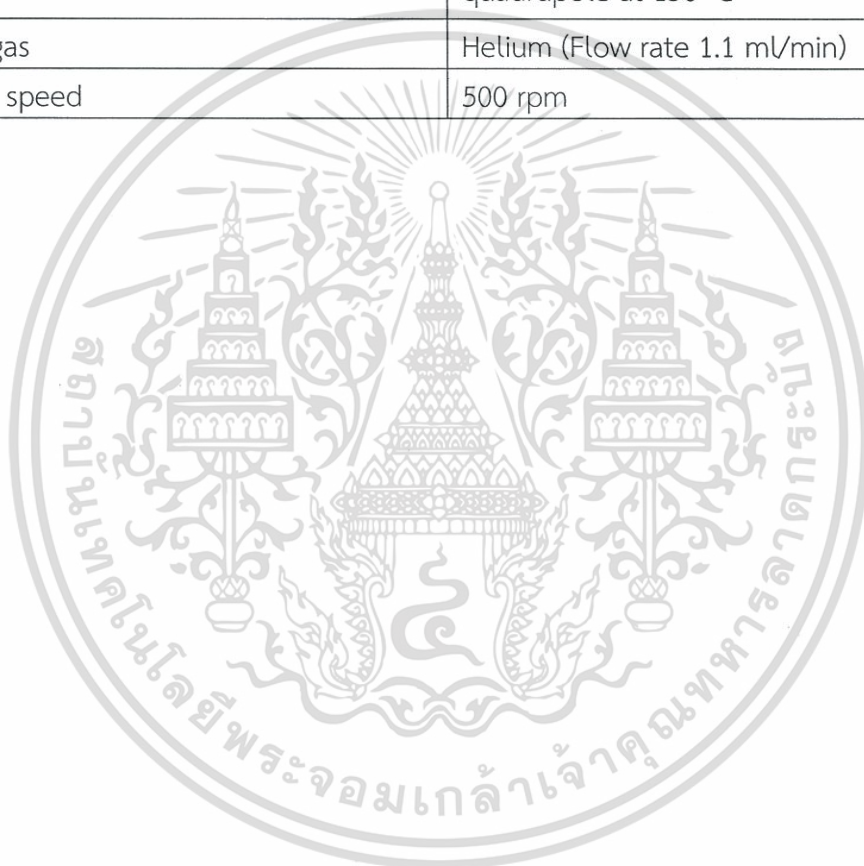 gas Helium (Flow rate 1.1 ml/min)
speed 500 rpm
สถาบันเทคโนโลยีพระจอมเกล้าเจ้าคุณทหารลาดกระบัง
๔